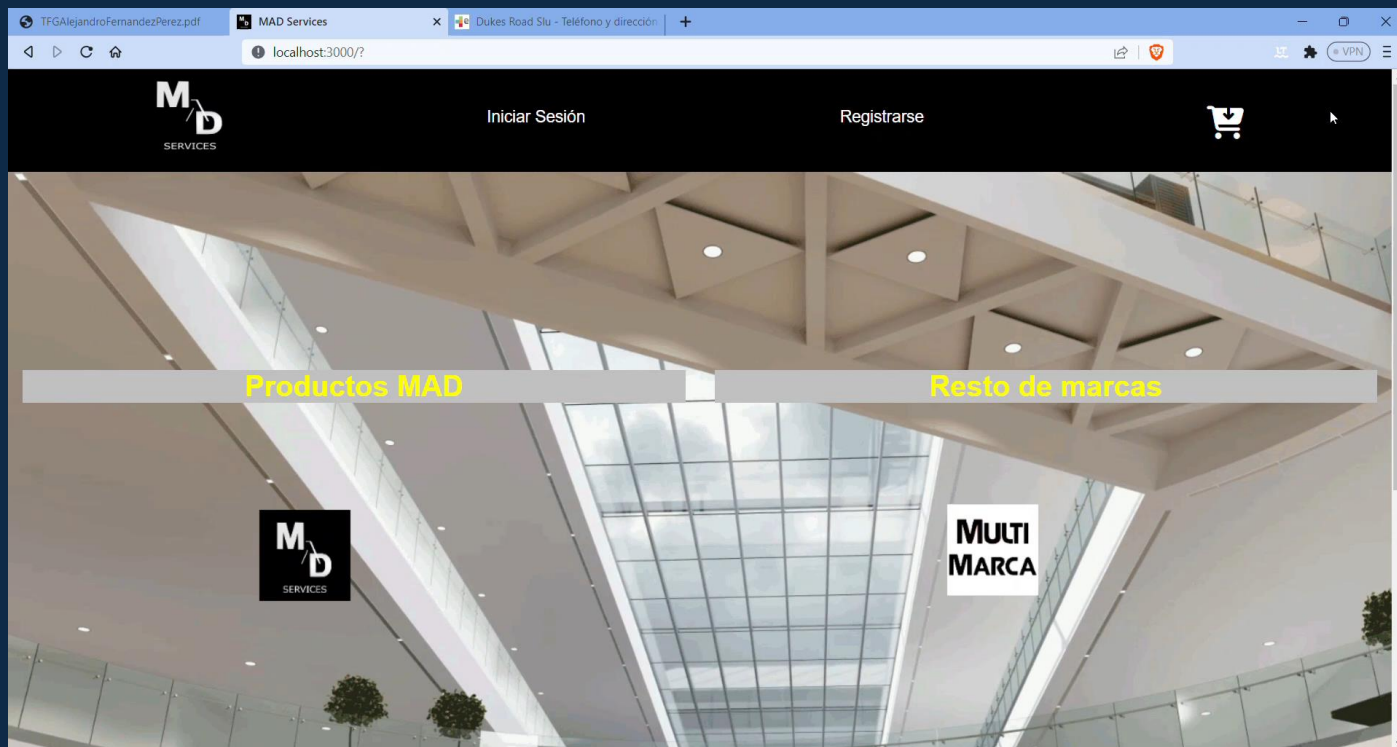 TFGAlejandroFernandezPerez.pdf
MAD Services
Dukes Road Slu - Teléfono y dirección
localhost:3000/?
VPN
M/D
SERVICES
Iniciar Sesión
Registrarse
Productos MAD
Resto de marcas
M/D
SERVICES
MULTI
MARCA